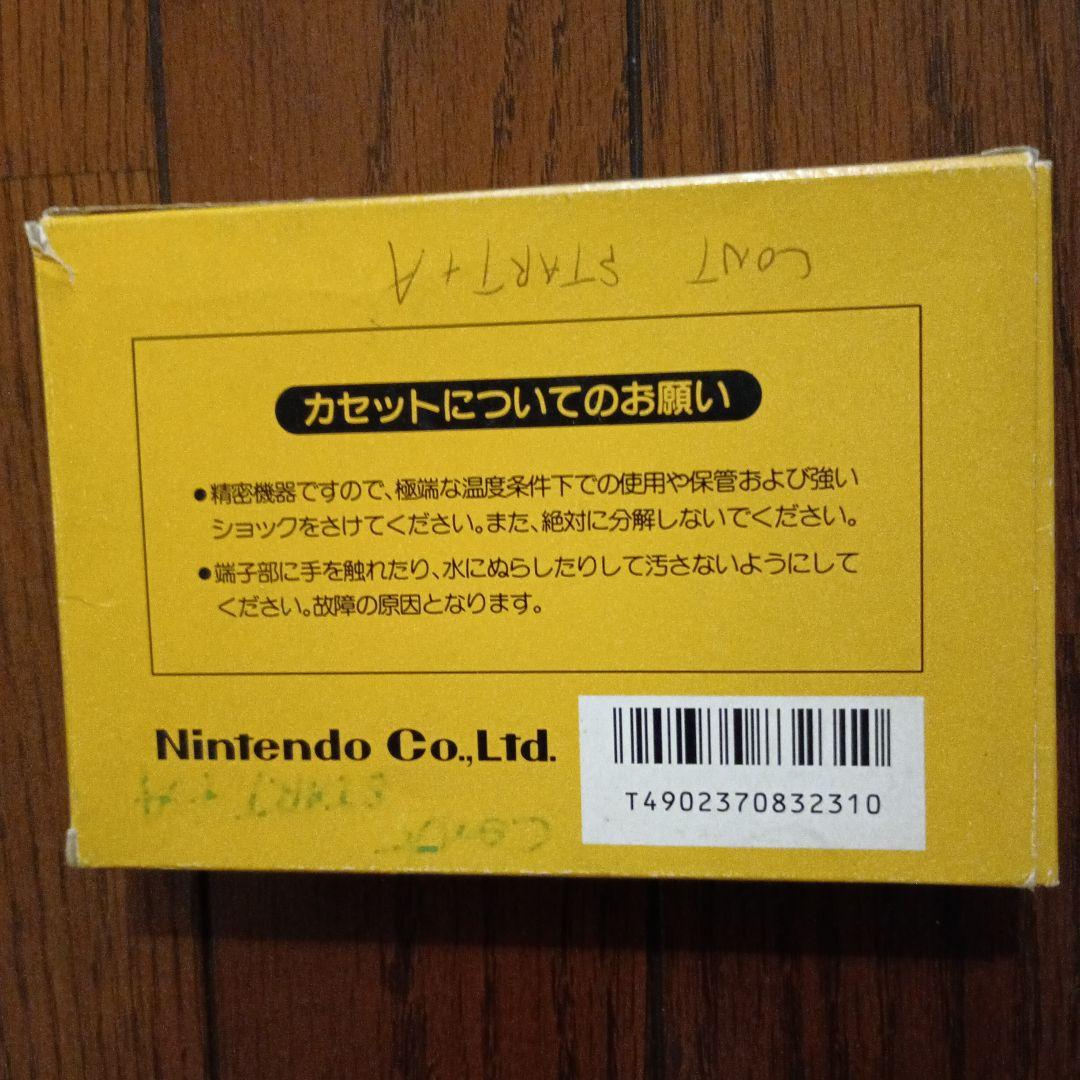 CONT START + A
カセットについてのお願い
●精密機器ですので、極端な温度条件下での使用や保管および強い
ショックをさけてください。また、絶対に分解しないでください。
●端子部に手を触れたり、水にぬらしたりして汚さないようにして
ください。故障の原因となります。
Nintendo Co.,Ltd.
T4902370832310
CONT
START + A